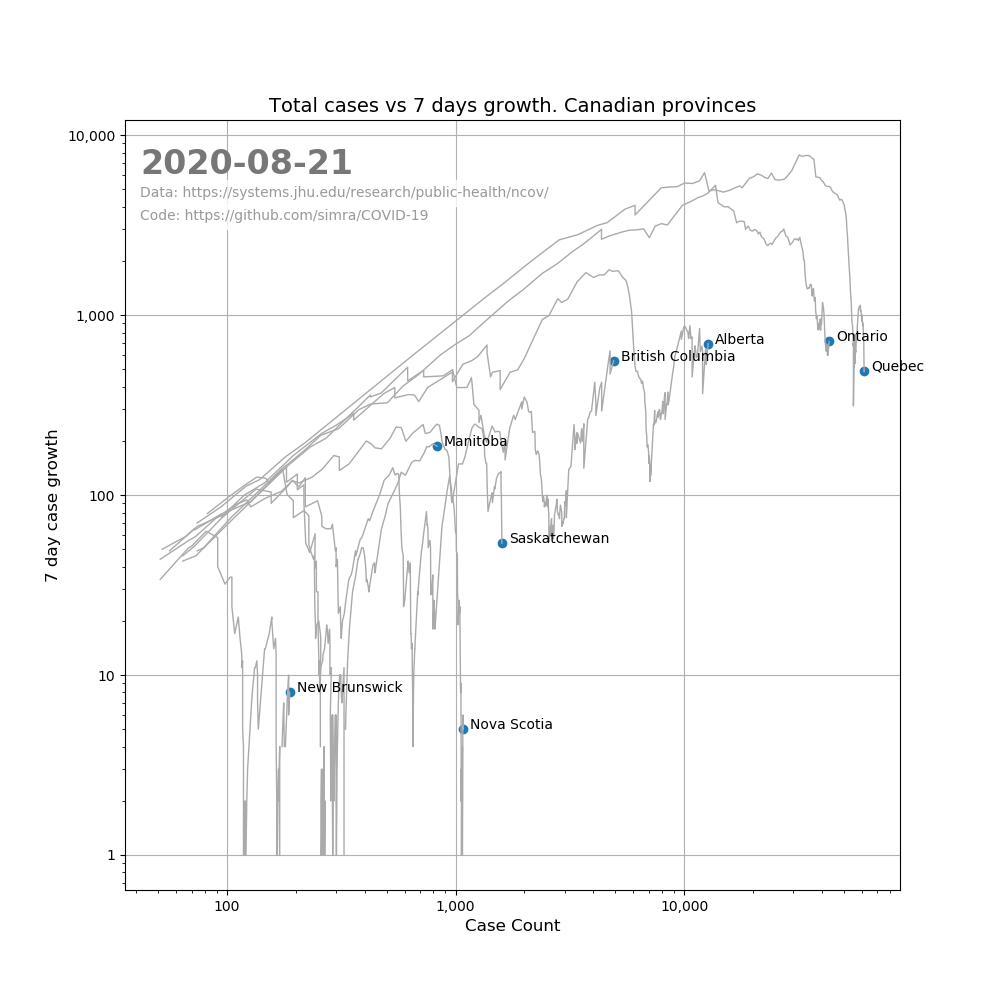 Total cases vs 7 days growth. Canadian provinces
10,000
2020-08-21
Data: https://systems.jhu.edu/research/public-health/ncov/
Code: https://github.com/simra/COVID-19
1,000
Ontario
Alberta
British Columbia
Quebec
Manitoba
100
Saskatchewan
7 day case growth
10
New Brunswick
Nova Scotia
1
100
1,000
10,000
Case Count